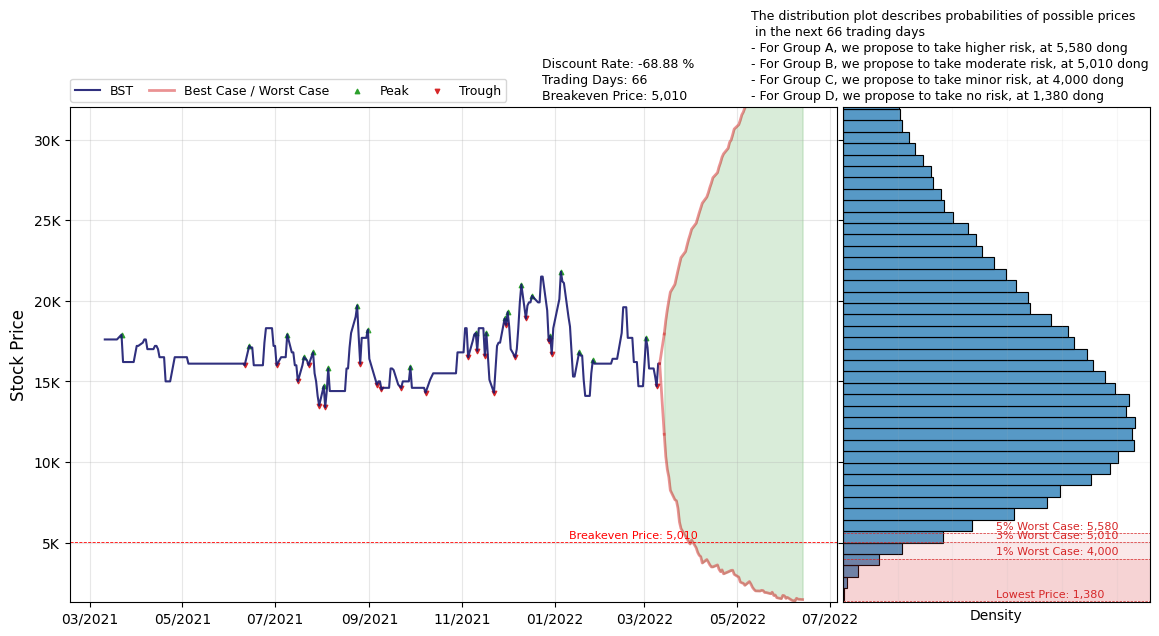 The distribution plot describes probabilities of possible prices
in the next 66 trading days
- For Group A, we propose to take higher risk, at 5,580 dong
- For Group B, we propose to take moderate risk, at 5,010 dong
- For Group C, we propose to take minor risk, at 4,000 dong
- For Group D, we propose to take no risk, at 1,380 dong
Discount Rate: -68.88 %
Trading Days: 66
Breakeven Price: 5,010
BST
Best Case / Worst Case
Peak
Trough
Stock Price
30K
25K
20K
15K
10K
5K
Breakeven Price: 5,010
5% Worst Case: 5,580
3% Worst Case: 5,010
1% Worst Case: 4,000
Lowest Price: 1,380
03/2021
05/2021
07/2021
09/2021
11/2021
01/2022
03/2022
05/2022
07/2022
Density